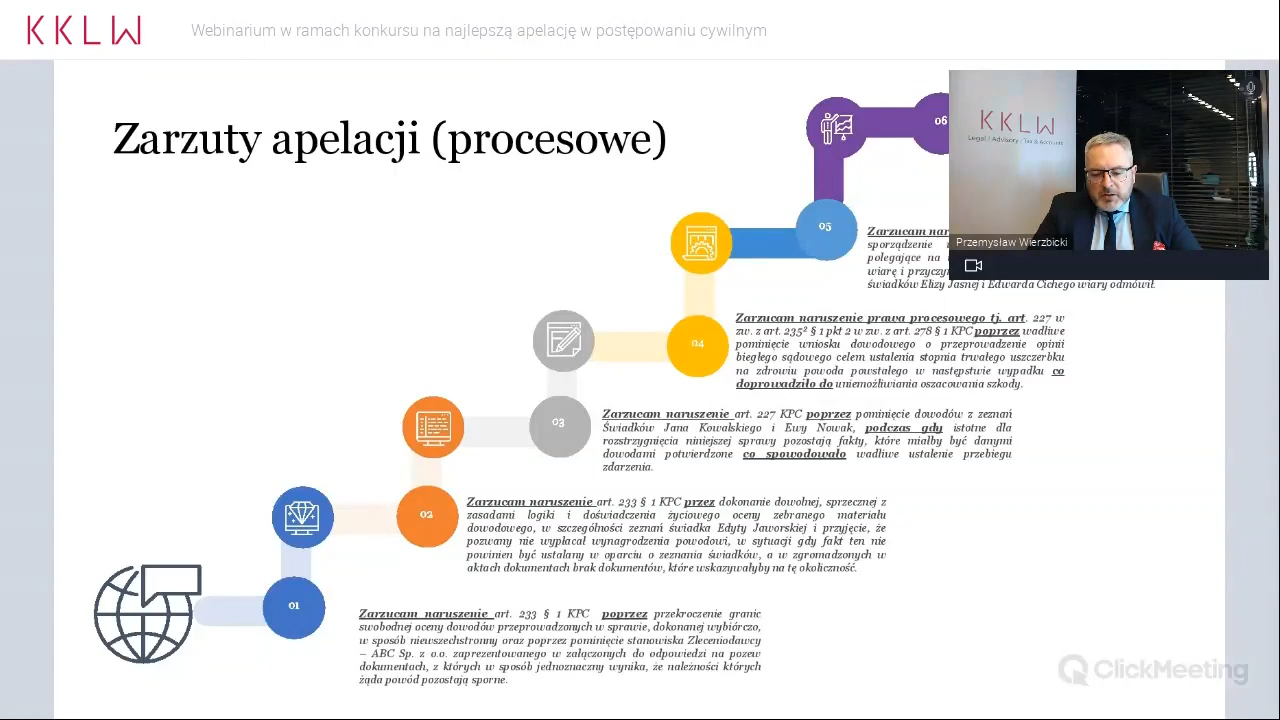 KKLW
Webinarium w ramach konkursu na najlepszą apelację w postępowaniu cywilnym
Zarzuty apelacji (procesowe)
06
KKLW
Legal / Advisory / Tax & Accounts
Przemysław Wierzbicki
05
Zarzucam
sporządzenie
polegające na
wiarę i
świadków Elizy Jasnej i Edwarda Cichego wiary odmówił.
04
Zarzucam naruszenie prawa procesowego tj. art. 227 w
zw. z art. 235² § 1 pkt 2 w zw. z art. 278 § 1 KPC poprzez wadliwe
pominięcie wniosku dowodowego o przeprowadzenie opinii
biegłego sądowego celem ustalenia stopnia trwałego uszczerbku
na zdrowiu powoda powstałego w następstwie wypadku co
doprowadziło do uniemożliwiania oszacowania szkody.
03
Zarzucam naruszenie art. 227 KPC poprzez pominięcie dowodów z zeznań
Świadków Jana Kowalskiego i Ewy Nowak, podczas gdy istotne dla
rozstrzygnięcia niniejszej sprawy pozostają fakty, które miałby być danymi
dowodami potwierdzone co spowodowało wadliwe ustalenie przebiegu
zdarzenia.
02
Zarzucam naruszenie art. 233 § 1 KPC przez dokonanie dowolnej, sprzecznej z
zasadami logiki i doświadczenia życiowego oceny zebranego materiału
dowodowego, w szczególności zeznań świadka Edyty Jaworskiej i przyjęcie, że
pozwany nie wypłacał wynagrodzenia powodowi, w sytuacji gdy fakt ten nie
powinien być ustalany w oparciu o zeznania świadków, a w zgromadzonych w
aktach dokumentach brak dokumentów, które wskazywałyby na tę okoliczność.
01
Zarzucam naruszenie art. 233 § 1 KPC poprzez przekroczenie granic
swobodnej oceny dowodów przeprowadzonych w sprawie, dokonanej wybiórczo,
w sposób niewszechstronny oraz poprzez pominięcie stanowiska Zleceniodawcy
– ABC Sp. z o.o. zaprezentowanego w załączonych do odpowiedzi na pozew
dokumentach, z których w sposób jednoznaczny wynika, że należności których
żąda powód pozostają sporne.
ClickMeeting